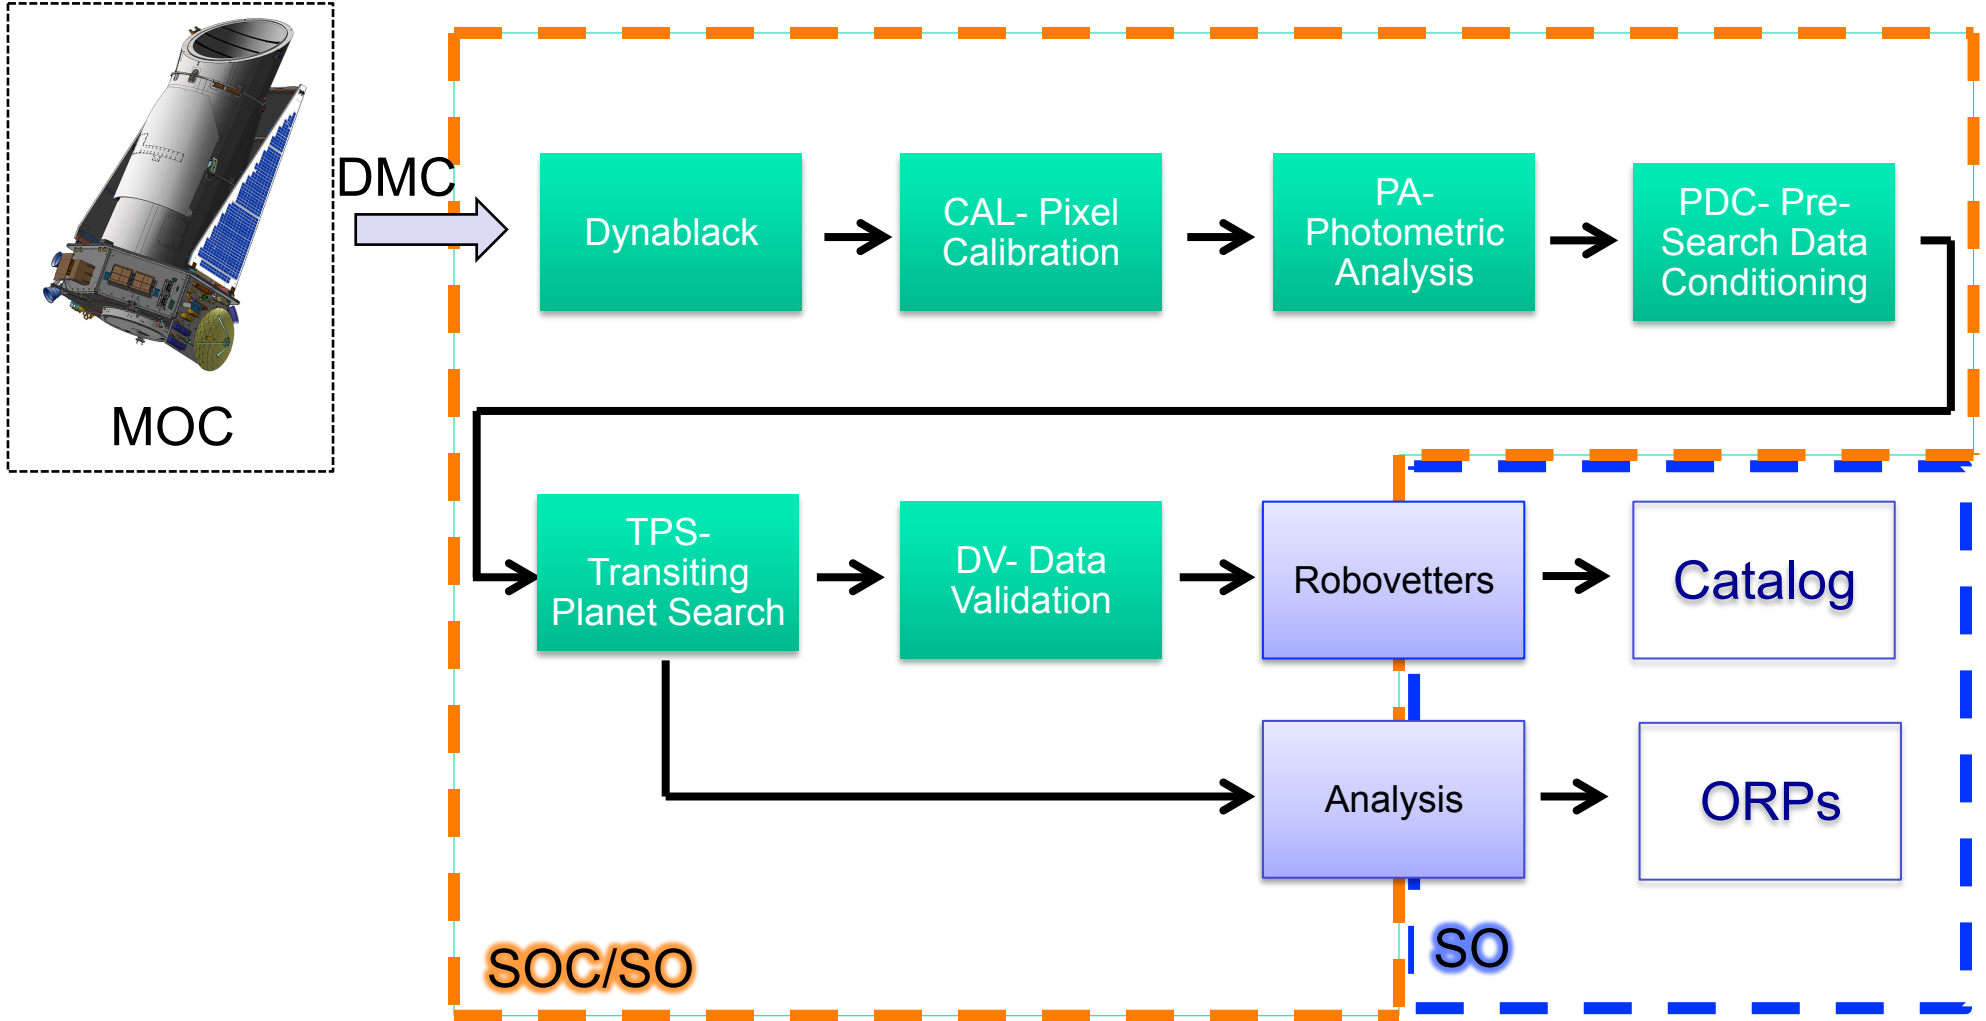 MOC
DMC
Dynablack
CAL- Pixel
Calibration
PA-
Photometric
Analysis
PDC- Pre-
Search Data
Conditioning
TPS-
Transiting
Planet Search
DV- Data
Validation
Robovetters
Catalog
Analysis
ORPs
SOC/SO
SO